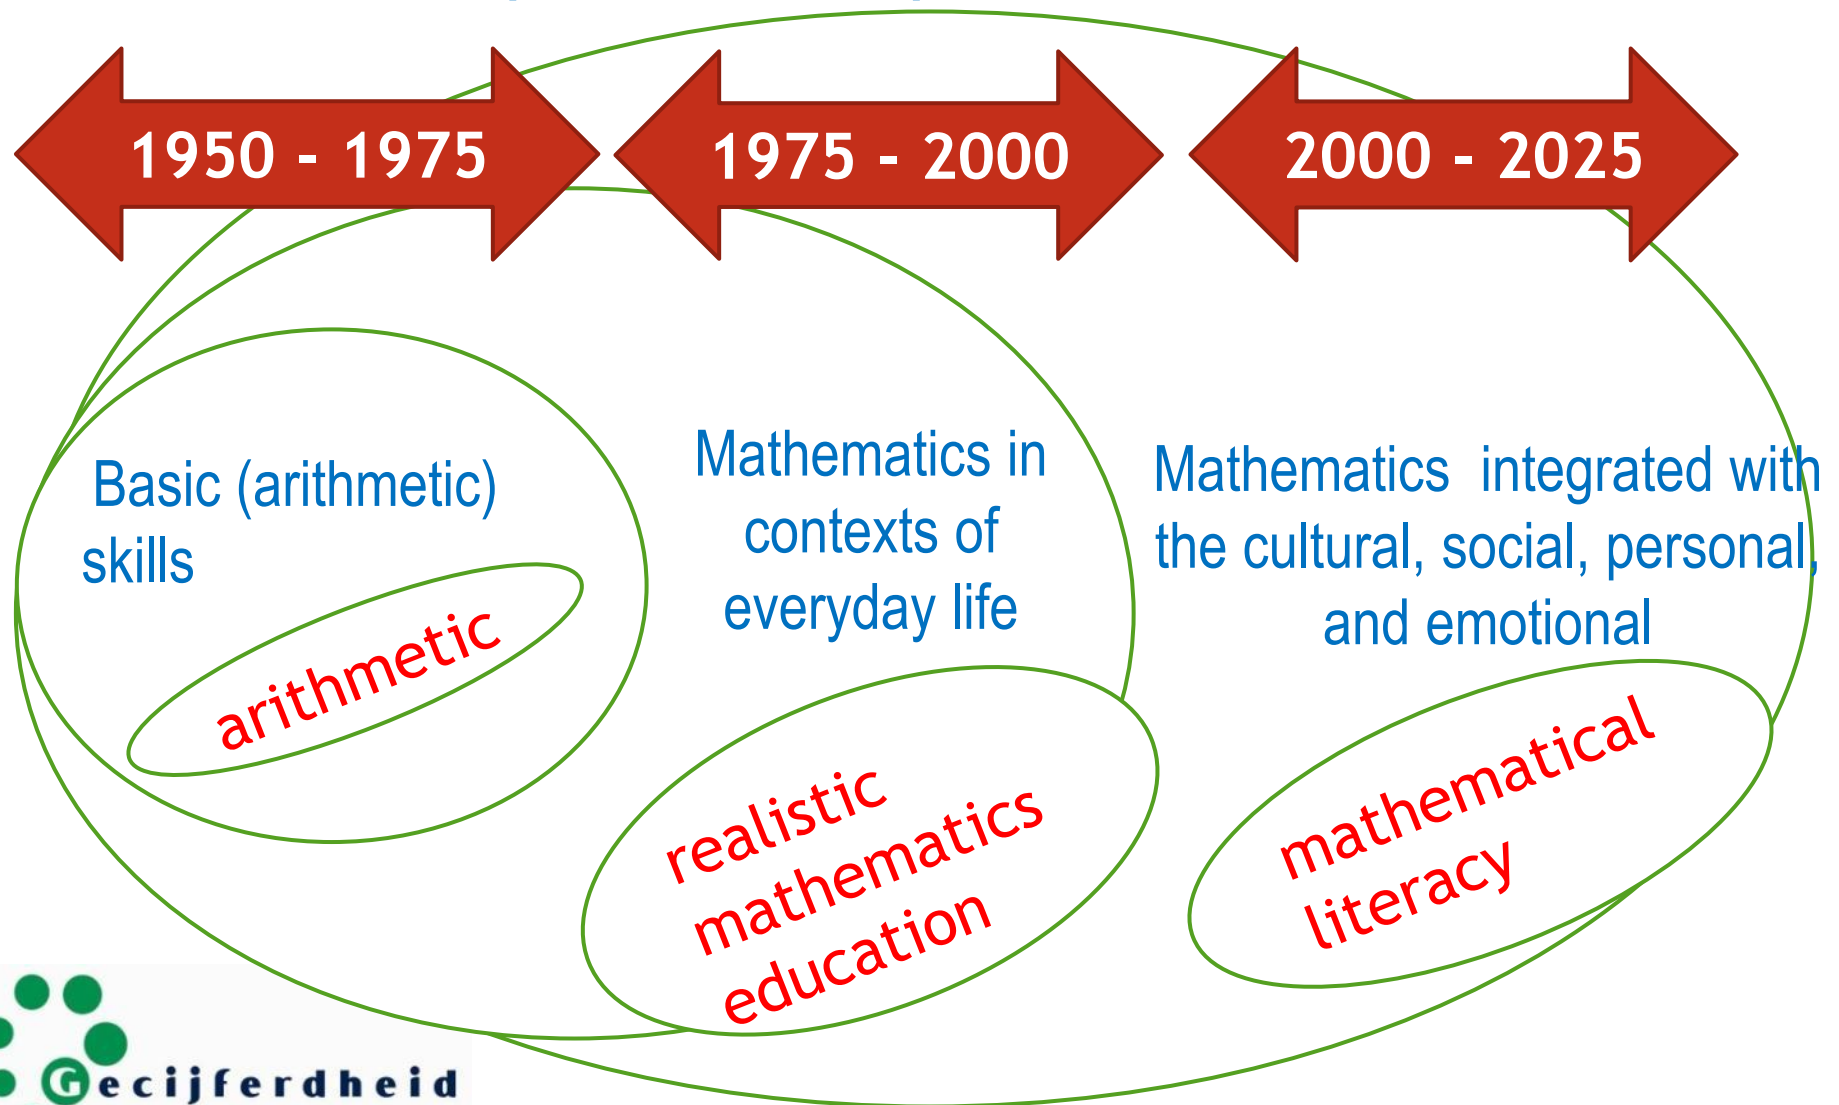 1950 - 1975
1975 - 2000
2000 - 2025
Basic (arithmetic)
skills
arithmetic
Mathematics in
contexts of
everyday life
realistic
mathematics
education
Mathematics integrated with
the cultural, social, personal,
and emotional
mathematical
literacy
Gecijferdheid